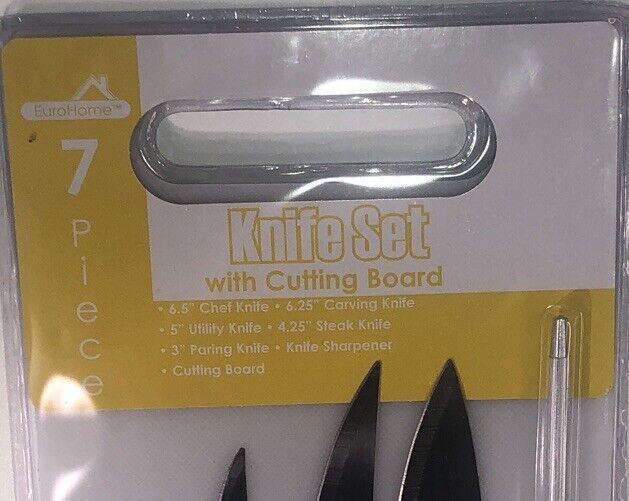 EuroHome™
7
Piece
Knife Set
with Cutting Board
• 6.5" Chef Knife • 6.25" Carving Knife
• 5" Utility Knife • 4.25" Steak Knife
• 3" Paring Knife • Knife Sharpener
• Cutting Board